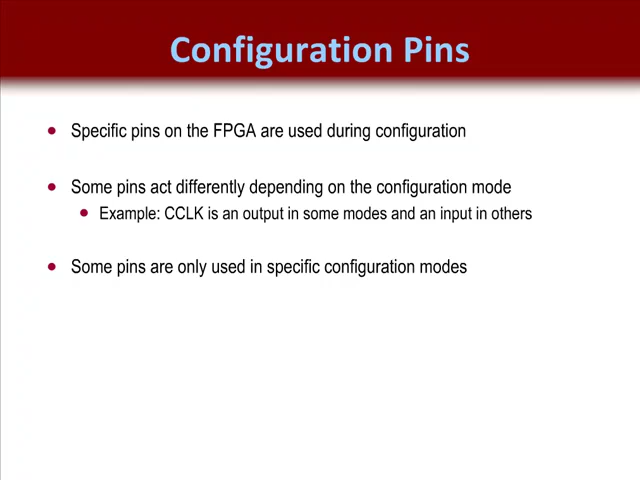 Configuration Pins
Specific pins on the FPGA are used during configuration
Some pins act differently depending on the configuration mode
Example: CCLK is an output in some modes and an input in others
Some pins are only used in specific configuration modes